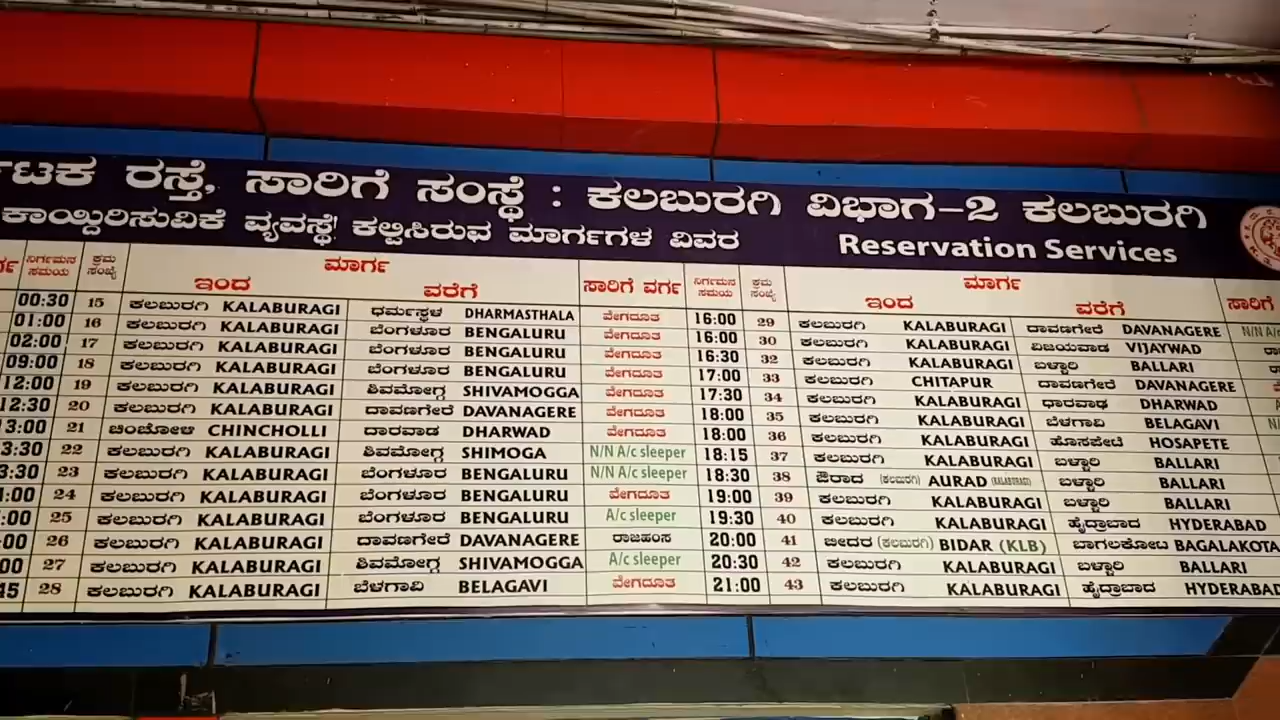 ಟಕ ರಸ್ತೆ ಸಾರಿಗೆ ಸಂಸ್ಥೆ : ಕಲಬುರಗಿ ವಿಭಾಗ-2 ಕಲಬುರಗಿ
ಕಾಯ್ದಿರಿಸುವಿಕೆ ವ್ಯವಸ್ಥೆ ಕಲ್ಪಿಸಿರುವ ಮಾರ್ಗಗಳ ವಿವರ Reservation Services
ನಿರ್ಗಮನ ಸಮಯ ಕ್ರಮ ಸಂಖ್ಯೆ ಮಾರ್ಗ ಸಾರಿಗೆ ವರ್ಗ ನಿರ್ಗಮನ ಸಮಯ ಕ್ರಮ ಸಂಖ್ಯೆ ಮಾರ್ಗ ಸಾರಿಗೆ
ಇಂದ ವರೆಗೆ ಇಂದ ವರೆಗೆ
00:30 15 ಕಲಬುರಗಿ KALABURAGI ಧರ್ಮಸ್ಥಳ DHARMASTHALA ವೇಗದೂತ 16:00 29 ಕಲಬುರಗಿ KALABURAGI ದಾವಣಗೇರೆ DAVANAGERE N/N A/c
01:00 16 ಕಲಬುರಗಿ KALABURAGI ಬೆಂಗಳೂರ BENGALURU ವೇಗದೂತ 16:00 30 ಕಲಬುರಗಿ KALABURAGI ವಿಜಯವಾಡ VIJAYWAD
02:00 17 ಕಲಬುರಗಿ KALABURAGI ಬೆಂಗಳೂರ BENGALURU ವೇಗದೂತ 16:30 32 ಕಲಬುರಗಿ KALABURAGI ಬಳ್ಳಾರಿ BALLARI
09:00 18 ಕಲಬುರಗಿ KALABURAGI ಬೆಂಗಳೂರ BENGALURU ವೇಗದೂತ 17:00 33 ಕಲಬುರಗಿ CHITAPUR ದಾವಣಗೇರೆ DAVANAGERE
12:00 19 ಕಲಬುರಗಿ KALABURAGI ಶಿವಮೋಗ್ಗ SHIVAMOGGA ವೇಗದೂತ 17:30 34 ಕಲಬುರಗಿ KALABURAGI ಧಾರವಾಢ DHARWAD
12:30 20 ಕಲಬುರಗಿ KALABURAGI ದಾವಣಗೇರೆ DAVANAGERE ವೇಗದೂತ 18:00 35 ಕಲಬುರಗಿ KALABURAGI ಬೆಳಗಾವಿ BELAGAVI
3:00 21 ಚಿಂಚೋಳಿ CHINCHOLLI ದಾರವಾಡ DHARWAD ವೇಗದೂತ 18:00 36 ಕಲಬುರಗಿ KALABURAGI ಹೊಸಪೇಟೆ HOSAPETE
3:30 22 ಕಲಬುರಗಿ KALABURAGI ಶಿವಮೋಗ್ಗ SHIMOGA N/N A/c sleeper 18:15 37 ಕಲಬುರಗಿ KALABURAGI ಬಳ್ಳಾರಿ BALLARI
3:30 23 ಕಲಬುರಗಿ KALABURAGI ಬೆಂಗಳೂರ BENGALURU N/N A/c sleeper 18:30 38 ಔರಾದ (ಕಲಬುರಗಿ) AURAD (KALABURAGI) ಬಳ್ಳಾರಿ BALLARI
:00 24 ಕಲಬುರಗಿ KALABURAGI ಬೆಂಗಳೂರ BENGALURU ವೇಗದೂತ 19:00 39 ಕಲಬುರಗಿ KALABURAGI ಬಳ್ಳಾರಿ BALLARI
:00 25 ಕಲಬುರಗಿ KALABURAGI ಬೆಂಗಳೂರ BENGALURU A/c sleeper 19:30 40 ಕಲಬುರಗಿ KALABURAGI ಹೈದ್ರಾಬಾದ HYDERABAD
00 26 ಕಲಬುರಗಿ KALABURAGI ದಾವಣಗೇರೆ DAVANAGERE ರಾಜಹಂಸ 20:00 41 ಬೀದರ (ಕಲಬುರಗಿ) BIDAR (KLB) ಬಾಗಲಕೋಟ BAGALAKOTA
00 27 ಕಲಬುರಗಿ KALABURAGI ಶಿವಮೋಗ್ಗ SHIVAMOGGA A/c sleeper 20:30 42 ಕಲಬುರಗಿ KALABURAGI ಬಳ್ಳಾರಿ BALLARI
45 28 ಕಲಬುರಗಿ KALABURAGI ಬೆಳಗಾವಿ BELAGAVI ವೇಗದೂತ 21:00 43 ಕಲಬುರಗಿ KALABURAGI ಹೈದ್ರಾಬಾದ HYDERABAD